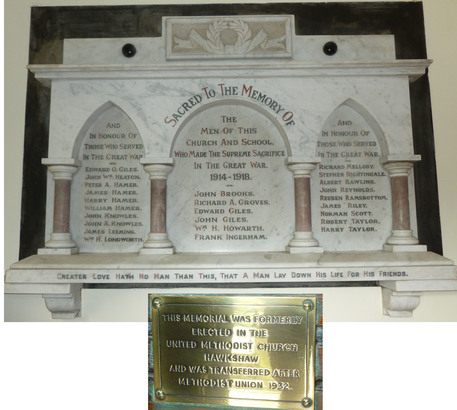 SACRED TO THE MEMORY OF
AND
IN HONOUR OF
THOSE WHO SERVED
IN THE GREAT WAR
EDWARD O. GILES.
JOHN WM HEATON.
PETER A. HAMER.
JAMES HAMER.
HARRY HAMER.
WILLIAM HAMER.
JOHN KNOWLES.
JOHN A. KNOWLES.
JAMES LEEMING.
WM H. LONGWORTH.
THE
MEN OF THIS
CHURCH AND SCHOOL,
WHO MADE THE SUPREME SACRIFICE
IN THE GREAT WAR
1914-1918.
JOHN BROOKS.
RICHARD A. GROVES.
EDWARD GILES.
JOHN GILES.
WM H. HOWARTH.
FRANK INGERHAM.
AND
IN HONOUR OF
THOSE WHO SERVED
IN THE GREAT WAR
RICHARD MELLODY.
STEPHEN NIGHTINGALE.
ALBERT RAWLINS.
JOHN REYNOLDS.
REUBEN RAMSBOTTOM.
JAMES RILEY.
NORMAN SCOTT.
ROBERT TAYLOR.
HARRY TAYLOR.
GREATER LOVE HATH NO MAN THAN THIS, THAT A MAN LAY DOWN HIS LIFE FOR HIS FRIENDS.
THIS MEMORIAL WAS FORMERLY
ERECTED IN THE
UNITED METHODIST CHURCH
HAWKSHAW
AND WAS TRANSFERRED AFTER
METHODIST UNION 1932.